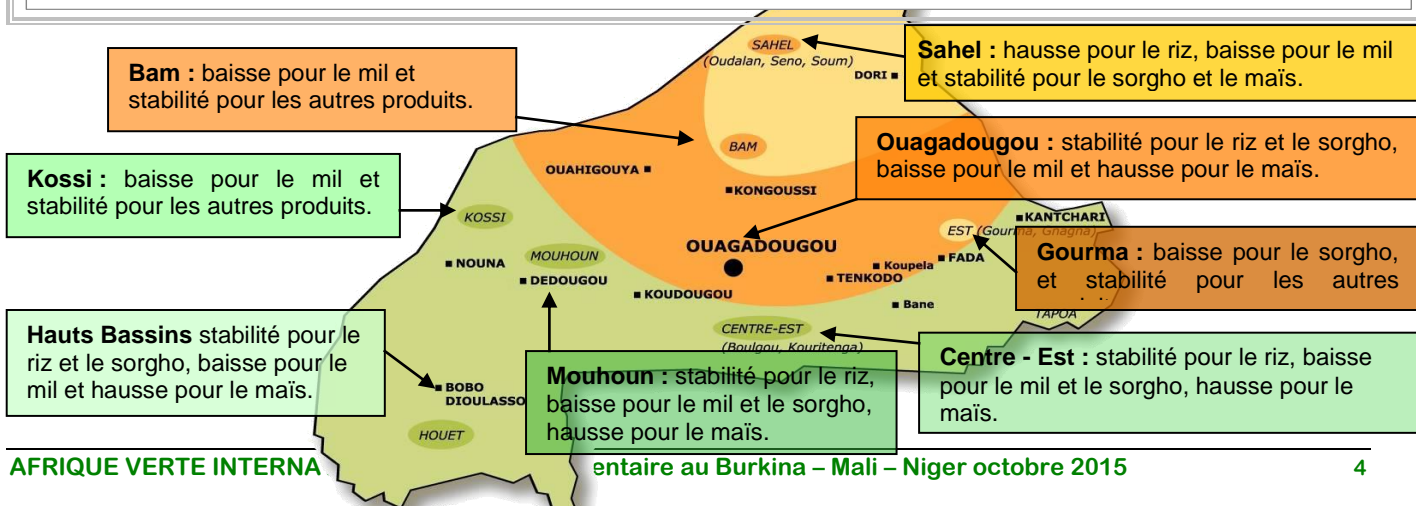 SAHEL
(Oudalan, Seno, Soum)
DORI
Sahel : hausse pour le riz, baisse pour le mil
et stabilité pour le sorgho et le maïs.
Bam : baisse pour le mil et
stabilité pour les autres produits.
BAM
Ouagadougou : stabilité pour le riz et le sorgho,
baisse pour le mil et hausse pour le maïs.
OUAHIGOUYA
KONGOUSSI
Kossi : baisse pour le mil et
stabilité pour les autres produits.
KOSSI
KANTCHARI
EST (Gourma, Gnagna)
OUAGADOUGOU
Gourma : baisse pour le sorgho,
et stabilité pour les autres
NOUNA
MOUHOUN
DEDOUGOU
Koupela
FADA
TENKODO
KOUDOUGOU
Bane
TAPOA
CENTRE-EST
(Boulgou, Kouritenga)
Hauts Bassins stabilité pour le
riz et le sorgho, baisse pour le
mil et hausse pour le maïs.
Centre - Est : stabilité pour le riz, baisse
pour le mil et le sorgho, hausse pour le
maïs.
Mouhoun : stabilité pour le riz,
baisse pour le mil et le sorgho,
hausse pour le maïs.
BOBO
DIOULASSO
HOUET
AFRIQUE VERTE INTERNA entaire au Burkina – Mali – Niger octobre 2015 4